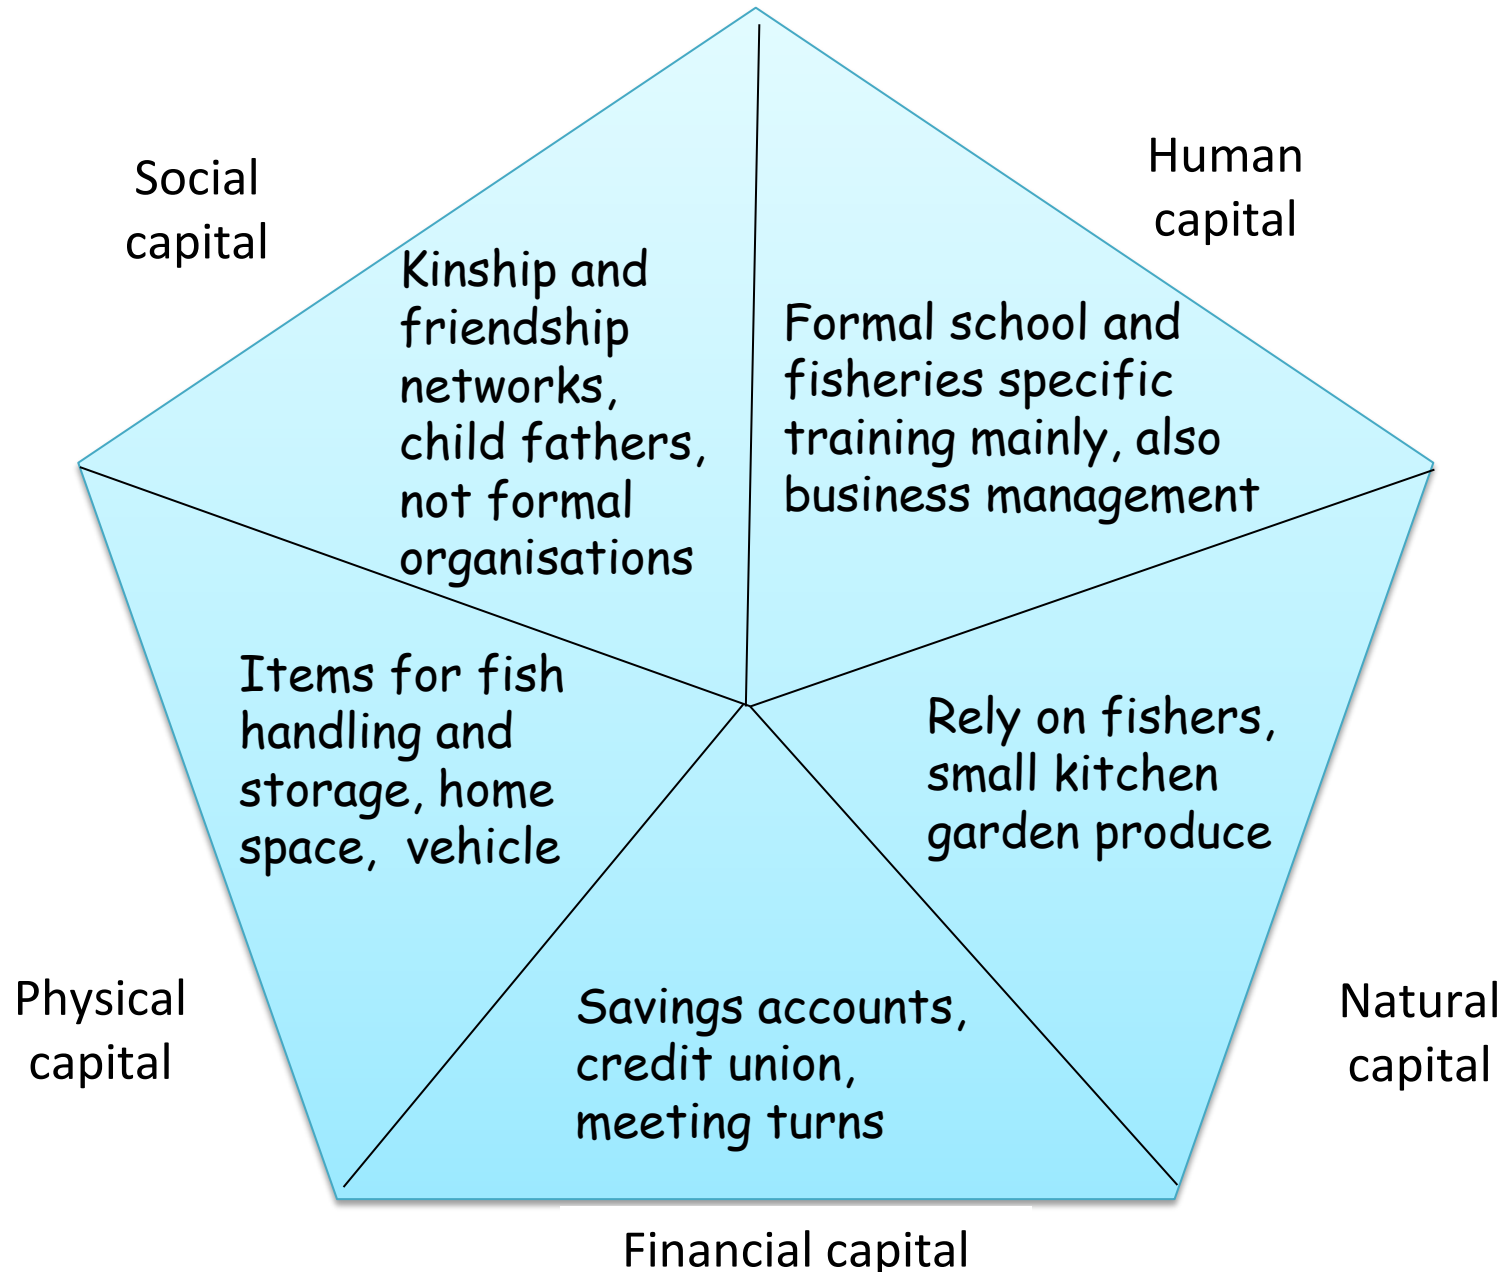 Social
capital
Human
capital
Kinship and
friendship
networks,
child fathers,
not formal
organisations
Formal school and
fisheries specific
training mainly, also
business management
Items for fish
handling and
storage, home
space,  vehicle
Rely on fishers,
small kitchen
garden produce
Physical
capital
Savings accounts,
credit union,
meeting turns
Natural
capital
Financial capital